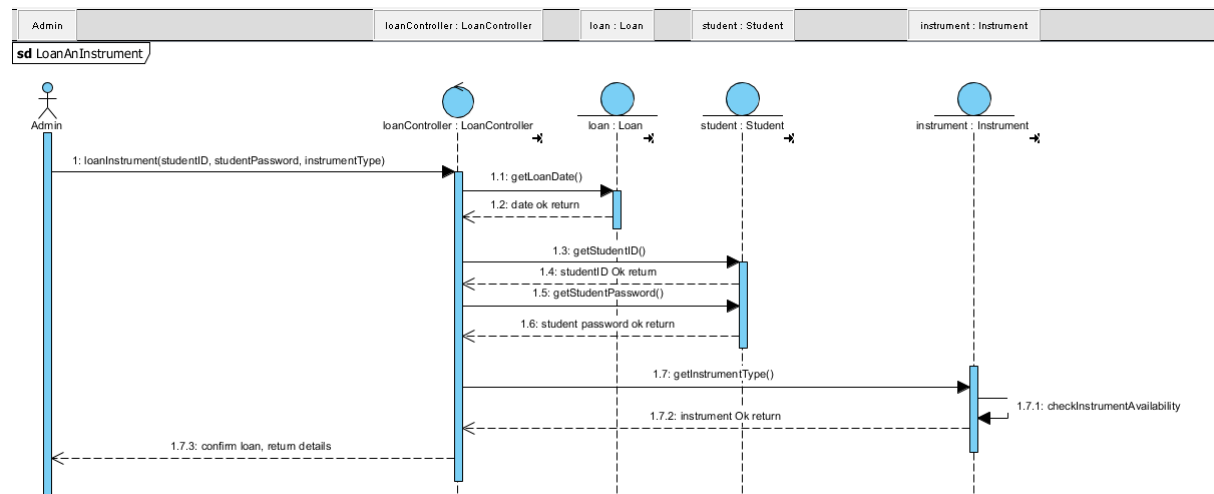 Admin
loanController : LoanController
loan : Loan
student : Student
instrument : Instrument
sd LoanAnInstrument
Admin
loanController : LoanController
loan : Loan
student : Student
instrument : Instrument
1: loanInstrument(studentID, studentPassword, instrumentType)
1.1: getLoanDate()
1.2: date ok return
1.3: getStudentID()
1.4: studentID Ok return
1.5: getStudentPassword()
1.6: student password ok return
1.7: getInstrumentType()
1.7.1: checkInstrumentAvailability
1.7.2: instrument Ok return
1.7.3: confirm loan, return details